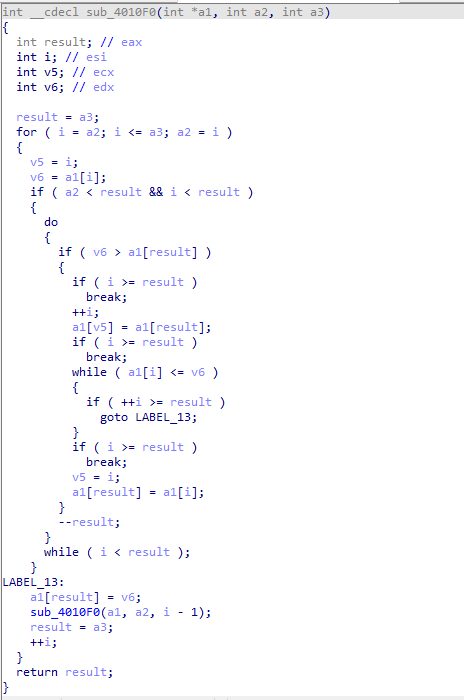 int __cdecl sub_4010F0(int *a1, int a2, int a3)
{
  int result; // eax
  int i; // esi
  int v5; // ecx
  int v6; // edx

  result = a3;
  for ( i = a2; i <= a3; a2 = i )
  {
    v5 = i;
    v6 = a1[i];
    if ( a2 < result && i < result )
    {
      do
      {
        if ( v6 > a1[result] )
        {
          if ( i >= result )
            break;
          ++i;
          a1[v5] = a1[result];
          if ( i >= result )
            break;
          while ( a1[i] <= v6 )
          {
            if ( ++i >= result )
              goto LABEL_13;
          }
          if ( i >= result )
            break;
          v5 = i;
          a1[result] = a1[i];
        }
        --result;
      }
      while ( i < result );
    }
LABEL_13:
    a1[result] = v6;
    sub_4010F0(a1, a2, i - 1);
    result = a3;
    ++i;
  }
  return result;
}